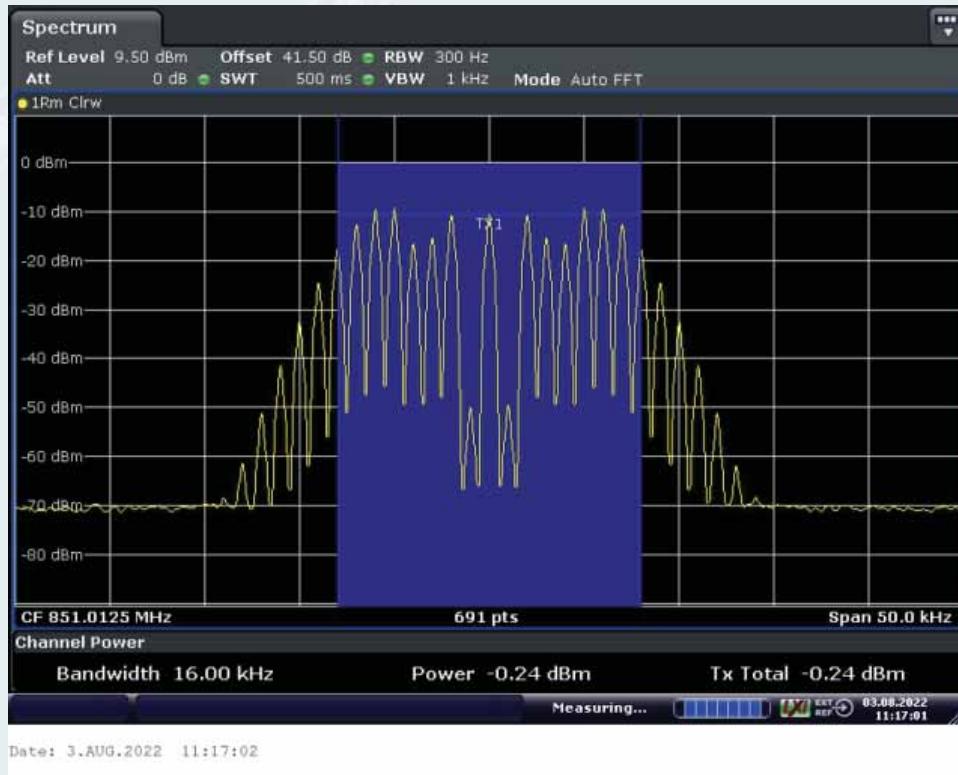 Spectrum
Ref Level 9.50 dBm Offset 41.50 dB RBW 300 Hz
Att 0 dB SWT 500 ms VBW 1 kHz Mode Auto FFT
1Rm Clrw
0 dBm
-10 dBm
TX1
-20 dBm
-30 dBm
-40 dBm
-50 dBm
-60 dBm
-70 dBm
-80 dBm
CF 851.0125 MHz 691 pts Span 50.0 kHz
Channel Power
Bandwidth 16.00 kHz Power -0.24 dBm Tx Total -0.24 dBm
Measuring... LXI EXT REF 03.08.2022 11:17:01
Date: 3.AUG.2022 11:17:02